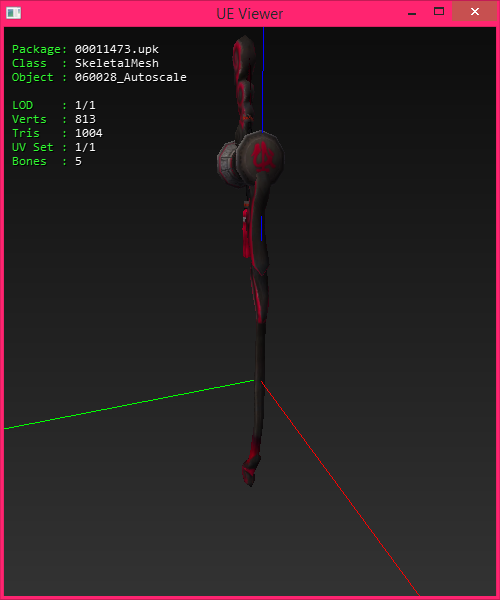 UE Viewer
Package: 00011473.upk
Class : SkeletalMesh
Object : 060028_Autoscale
LOD : 1/1
Verts : 813
Tris : 1004
UV Set : 1/1
Bones : 5